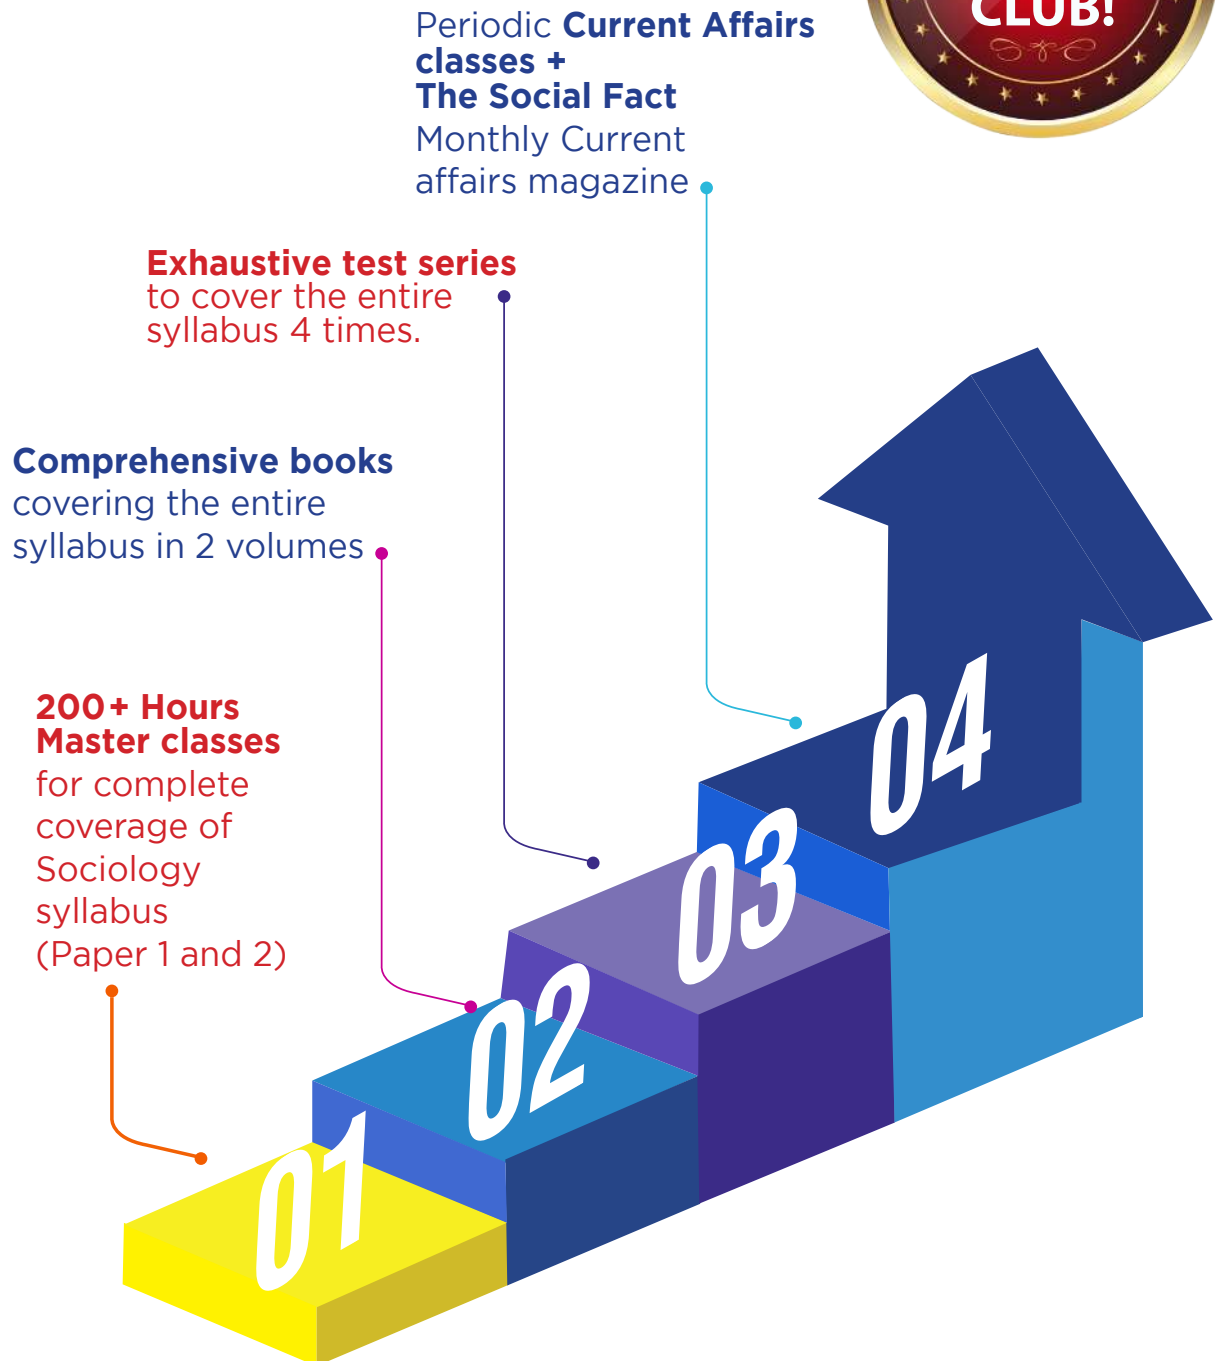 CLUB!
Periodic Current Affairs
classes +
The Social Fact
Monthly Current
affairs magazine
Exhaustive test series
to cover the entire
syllabus 4 times.
Comprehensive books
covering the entire
syllabus in 2 volumes
200+ Hours
Master classes
for complete
coverage of
Sociology
syllabus
(Paper 1 and 2)
04
03
02
01